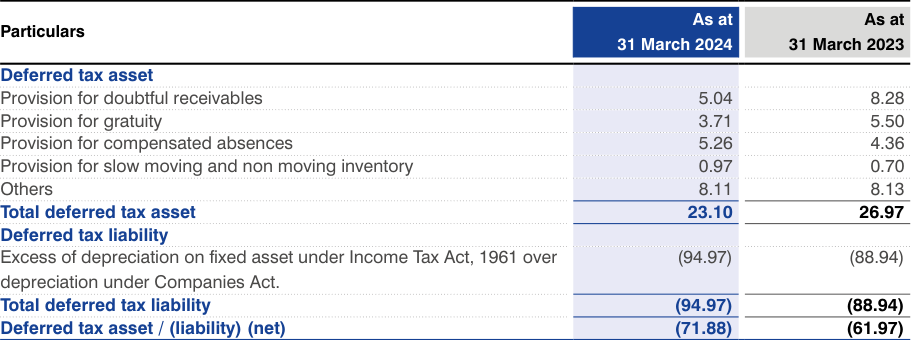 Particulars As at 31 March 2024 As at 31 March 2023
Deferred tax asset
Provision for doubtful receivables 5.04 8.28
Provision for gratuity 3.71 5.50
Provision for compensated absences 5.26 4.36
Provision for slow moving and non moving inventory 0.97 0.70
Others 8.11 8.13
Total deferred tax asset 23.10 26.97
Deferred tax liability
Excess of depreciation on fixed asset under Income Tax Act, 1961 over (94.97) (88.94)
depreciation under Companies Act.
Total deferred tax liability (94.97) (88.94)
Deferred tax asset / (liability) (net) (71.88) (61.97)